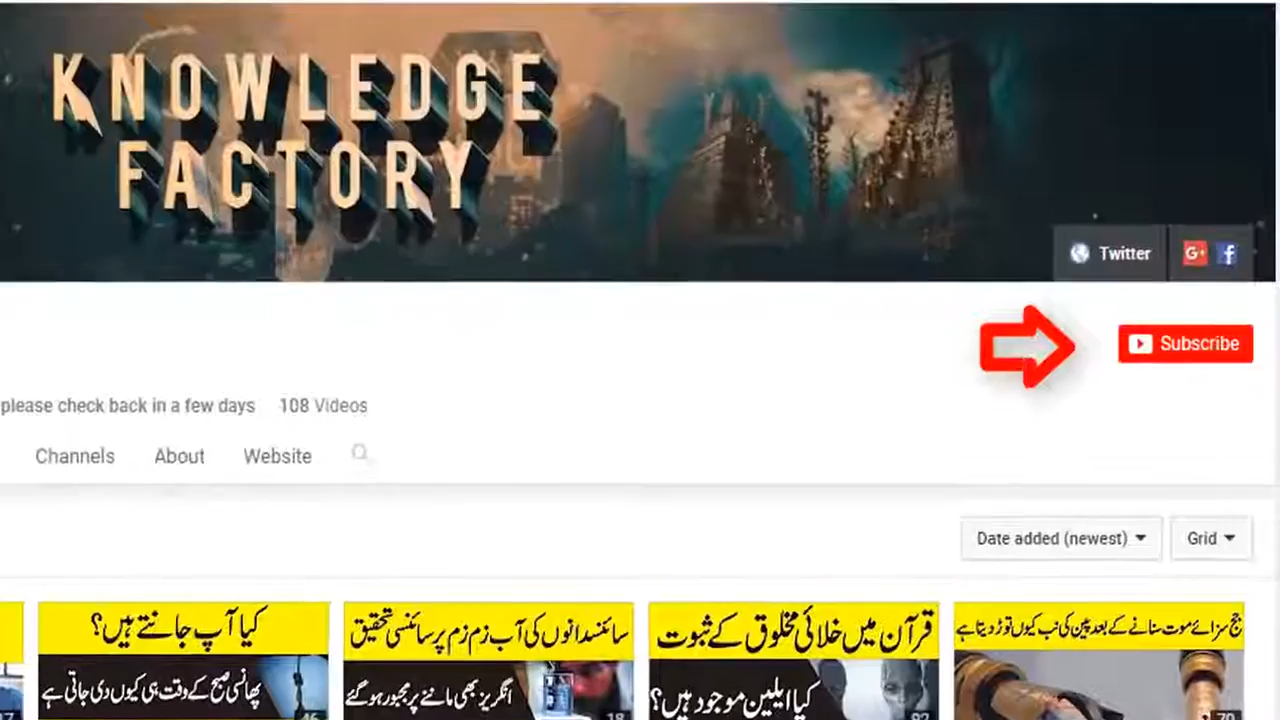 KNOWLEDGE
FACTORY
Twitter
G+ f
Subscribe
please check back in a few days 108 Videos
Channels About Website
Date added (newest) Grid
کیا آپ جانتے ہیں؟
پھانسی صبح کے وقت ہی کیوں دی جاتی ہے
سائنسدانوں کی آب زم زم پر سائنسی تحقیق
انگریز بھی ماننے پر مجبور ہو گئے
قرآن میں خلائی مخلوق کے ثبوت
کیا ایلین موجود ہیں؟
جج سزائے موت سنانے کے بعد پین کی نب کیوں توڑ دیتا ہے